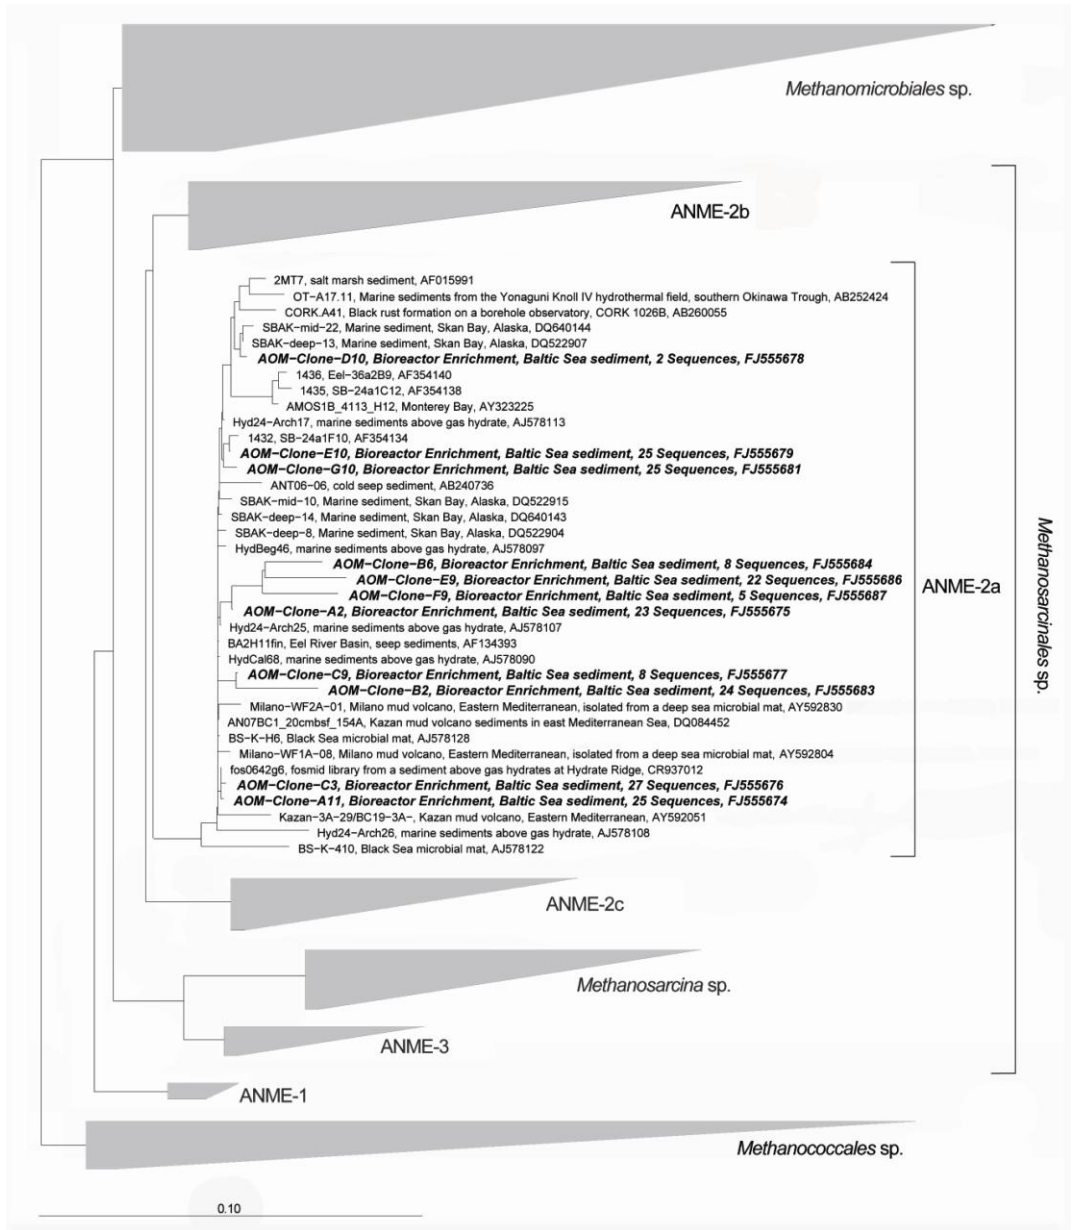 Methanomicrobiales sp.
ANME-2b
2MT7, salt marsh sediment, AF015991
OT-A17.11, Marine sediments from the Yonaguni Knoll IV hydrothermal field, southern Okinawa Trough, AB252424
CORK.A41, Black rust formation on a borehole observatory, CORK 1026B, AB260055
SBAK-mid-22, Marine sediment, Skan Bay, Alaska, DQ640144
SBAK-deep-13, Marine sediment, Skan Bay, Alaska, DQ522907
AOM-Clone-D10, Bioreactor Enrichment, Baltic Sea sediment, 2 Sequences, FJ555678
1436, Eel-36a2B9, AF354140
1435, SB-24a1C12, AF354138
AMOS1B_4113_H12, Monterey Bay, AY323225
Hyd24-Arch17, marine sediments above gas hydrate, AJ578113
1432, SB-24a1F10, AF354134
AOM-Clone-E10, Bioreactor Enrichment, Baltic Sea sediment, 25 Sequences, FJ555679
AOM-Clone-G10, Bioreactor Enrichment, Baltic Sea sediment, 25 Sequences, FJ555681
ANT06-06, cold seep sediment, AB240736
SBAK-mid-10, Marine sediment, Skan Bay, Alaska, DQ522915
SBAK-deep-14, Marine sediment, Skan Bay, Alaska, DQ640143
SBAK-deep-8, Marine sediment, Skan Bay, Alaska, DQ522904
HydBeg46, marine sediments above gas hydrate, AJ578097
AOM-Clone-B6, Bioreactor Enrichment, Baltic Sea sediment, 8 Sequences, FJ555684
AOM-Clone-E9, Bioreactor Enrichment, Baltic Sea sediment, 22 Sequences, FJ555686
ANME-2a
AOM-Clone-F9, Bioreactor Enrichment, Baltic Sea sediment, 5 Sequences, FJ555687
AOM-Clone-A2, Bioreactor Enrichment, Baltic Sea sediment, 23 Sequences, FJ555675
Methanosarcinales sp.
Hyd24-Arch25, marine sediments above gas hydrate, AJ578107
BA2H11fin, Eel River Basin, seep sediments, AF134393
HydCal68, marine sediments above gas hydrate, AJ578090
AOM-Clone-C9, Bioreactor Enrichment, Baltic Sea sediment, 8 Sequences, FJ555677
AOM-Clone-B2, Bioreactor Enrichment, Baltic Sea sediment, 24 Sequences, FJ555683
Milano-WF2A-01, Milano mud volcano, Eastern Mediterranean, isolated from a deep sea microbial mat, AY592830
AN07BC1_20cmbsf_154A, Kazan mud volcano sediments in east Mediterranean Sea, DQ084452
BS-K-H6, Black Sea microbial mat, AJ578128
Milano-WF1A-08, Milano mud volcano, Eastern Mediterranean, isolated from a deep sea microbial mat, AY592804
fos0642g6, fosmid library from a sediment above gas hydrates at Hydrate Ridge, CR937012
AOM-Clone-C3, Bioreactor Enrichment, Baltic Sea sediment, 27 Sequences, FJ555676
AOM-Clone-A11, Bioreactor Enrichment, Baltic Sea sediment, 25 Sequences, FJ555674
Kazan-3A-29/BC19-3A-, Kazan mud volcano, Eastern Mediterranean, AY592051
Hyd24-Arch26, marine sediments above gas hydrate, AJ578108
BS-K-410, Black Sea microbial mat, AJ578122
ANME-2c
Methanosarcina sp.
ANME-3
ANME-1
Methanococcales sp.
0.10